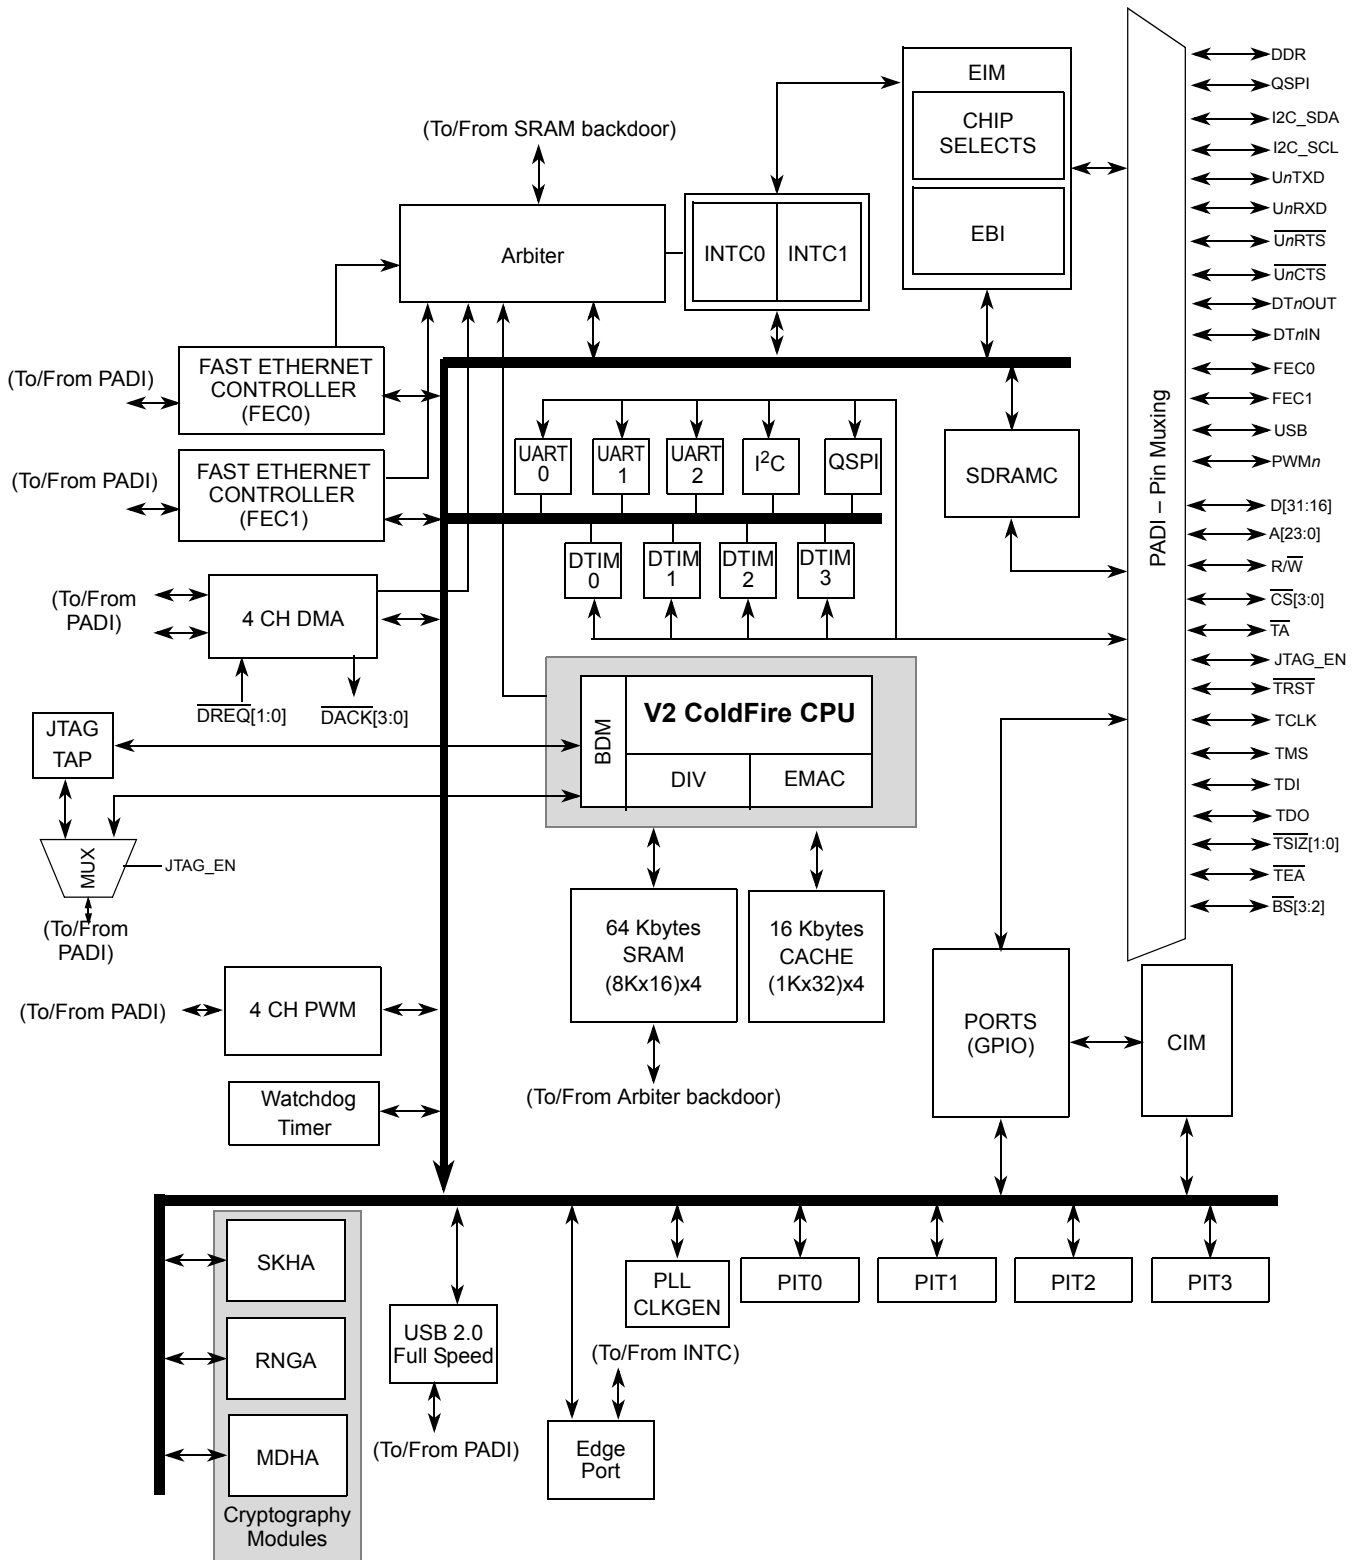 EIM
CHIP
SELECTS
EBI
(To/From SRAM backdoor)
Arbiter
INTC0
INTC1
FAST ETHERNET
CONTROLLER
(FEC0)
(To/From PADI)
FAST ETHERNET
CONTROLLER
(FEC1)
(To/From PADI)
UART
0
UART
1
UART
2
I²C
QSPI
DTIM
0
DTIM
1
DTIM
2
DTIM
3
SDRAMC
4 CH DMA
(To/From
PADI)
DREQ[1:0]
DACK[3:0]
JTAG
TAP
BDM
V2 ColdFire CPU
DIV
EMAC
MUX
JTAG_EN
(To/From
PADI)
64 Kbytes
SRAM
(8Kx16)x4
16 Kbytes
CACHE
(1Kx32)x4
(To/From Arbiter backdoor)
(To/From PADI)
4 CH PWM
Watchdog
Timer
PORTS
(GPIO)
CIM
PADI – Pin Muxing
DDR
QSPI
I2C_SDA
I2C_SCL
UnTXD
UnRXD
UnRTS
UnCTS
DTnOUT
DTnIN
FEC0
FEC1
USB
PWMn
D[31:16]
A[23:0]
R/W
CS[3:0]
TA
JTAG_EN
TRST
TCLK
TMS
TDI
TDO
TSIZ[1:0]
TEA
BS[3:2]
SKHA
RNGA
MDHA
Cryptography
Modules
USB 2.0
Full Speed
(To/From PADI)
PLL
CLKGEN
(To/From INTC)
Edge
Port
PIT0
PIT1
PIT2
PIT3